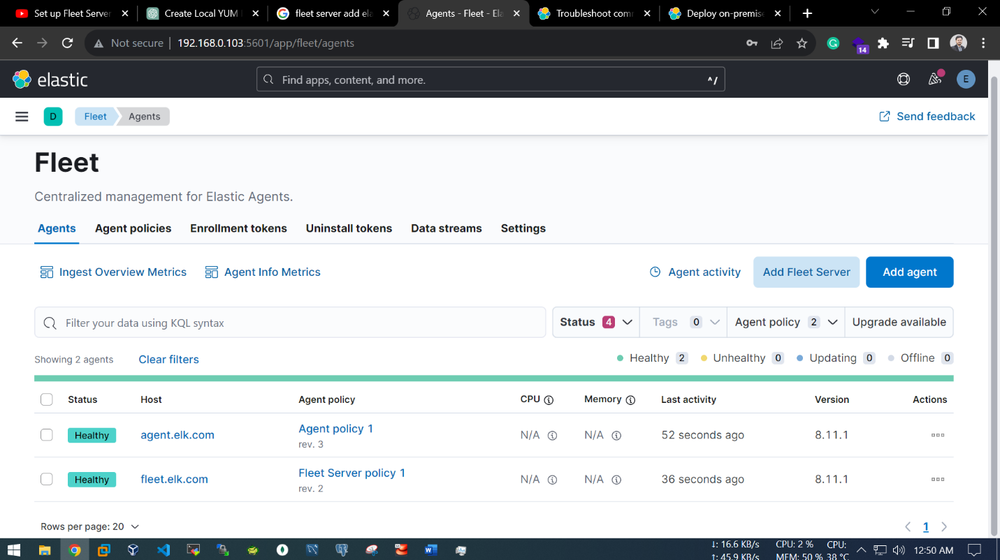 Set up Fleet Server
Create Local YUM
fleet server add ela
Agents - Fleet - Ela
Troubleshoot comm
Deploy on-premise
Not secure
192.168.0.103:5601/app/fleet/agents
G
14
elastic
Find apps, content, and more.
^/
E
D
Fleet
Agents
Send feedback
Fleet
Centralized management for Elastic Agents.
Agents
Agent policies
Enrollment tokens
Uninstall tokens
Data streams
Settings
Ingest Overview Metrics
Agent Info Metrics
Agent activity
Add Fleet Server
Add agent
Filter your data using KQL syntax
Status 4
Tags 0
Agent policy 2
Upgrade available
Showing 2 agents
Clear filters
Healthy 2
Unhealthy 0
Updating 0
Offline 0
Status Host Agent policy CPU Memory Last activity Version Actions
Healthy agent.elk.com Agent policy 1 N/A N/A 52 seconds ago 8.11.1
rev. 3
Healthy fleet.elk.com Fleet Server policy 1 N/A N/A 36 seconds ago 8.11.1
rev. 2
Rows per page: 20
1
↓: 16.6 KB/s CPU: 2 % CPU:
↑: 45.9 KB/s MEM: 50 % 38 °C
12:50 AM